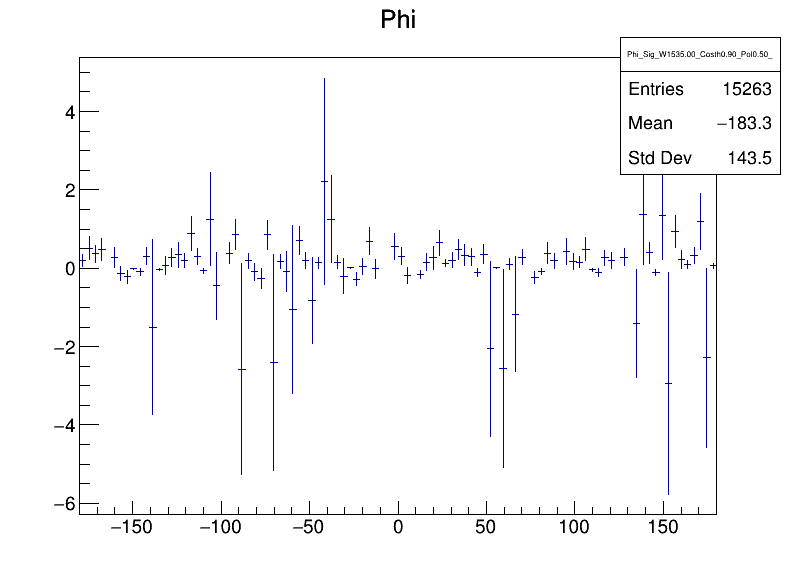 Phi
Phi_Sig_W1535.00_Costh0.90_Pol0.50_
Entries 15263
Mean −183.3
Std Dev 143.5
4
2
0
−2
−4
−6
−150 −100 −50 0 50 100 150